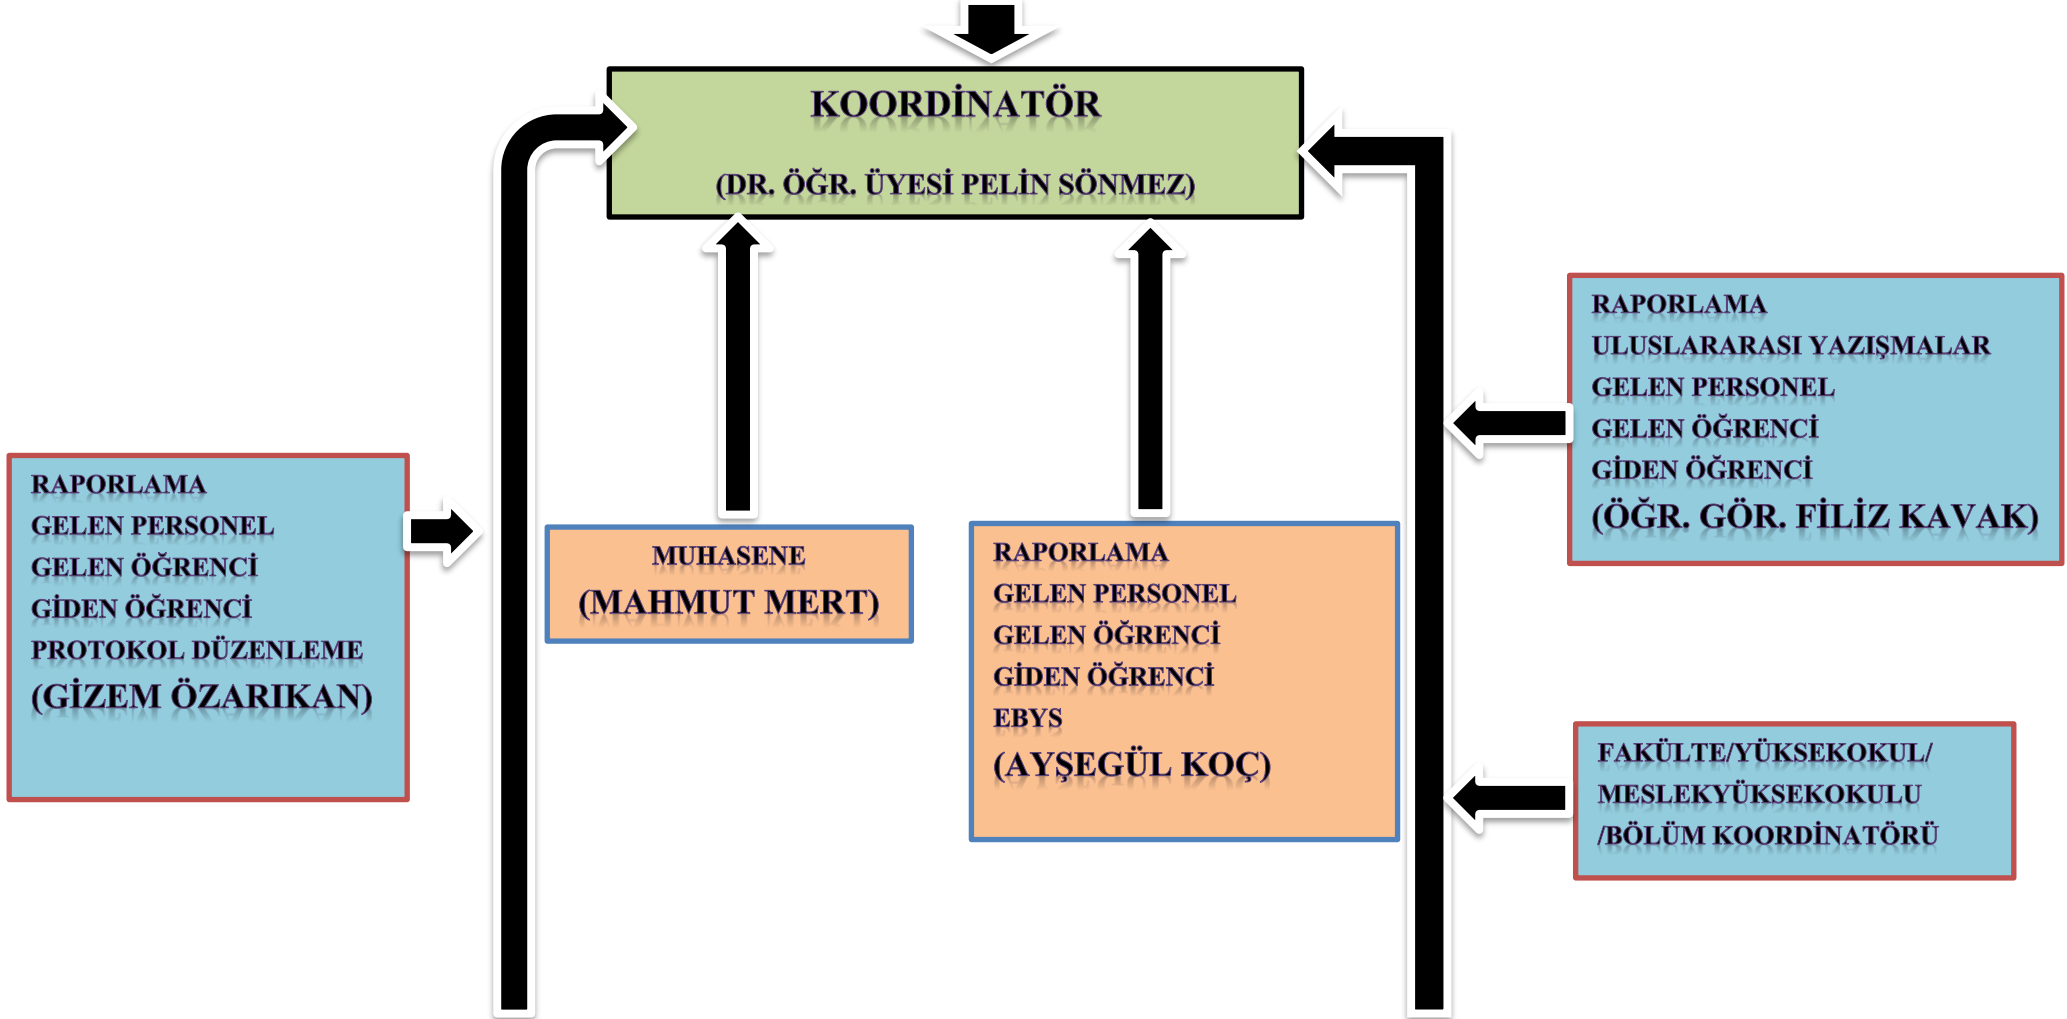 KOORDİNATÖR
(DR. ÖĞR. ÜYESİ PELİN SÖNMEZ)
RAPORLAMA
ULUSLARARASI YAZIŞMALAR
GELEN PERSONEL
GELEN ÖĞRENCİ
GİDEN ÖĞRENCİ
(ÖĞR. GÖR. FİLİZ KAVAK)
RAPORLAMA
GELEN PERSONEL
GELEN ÖĞRENCİ
GİDEN ÖĞRENCİ
PROTOKOL DÜZENLEME
(GİZEM ÖZARIKAN)
MUHASENE
(MAHMUT MERT)
RAPORLAMA
GELEN PERSONEL
GELEN ÖĞRENCİ
GİDEN ÖĞRENCİ
EBYS
(AYŞEGÜL KOÇ)
FAKÜLTE/YÜKSEKOKUL/
MESLEKYÜKSEKOKULU
/BÖLÜM KOORDİNATÖRÜ